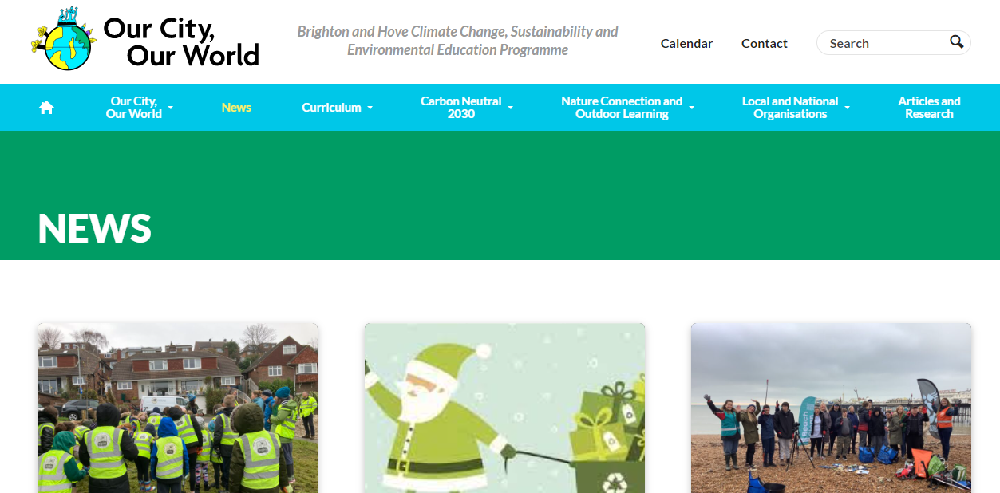 Our City,
Our World
Brighton and Hove Climate Change, Sustainability and
Environmental Education Programme
Calendar
Contact
Search
Our City,
Our World
News
Curriculum
Carbon Neutral
2030
Nature Connection and
Outdoor Learning
Local and National
Organisations
Articles and
Research
NEWS